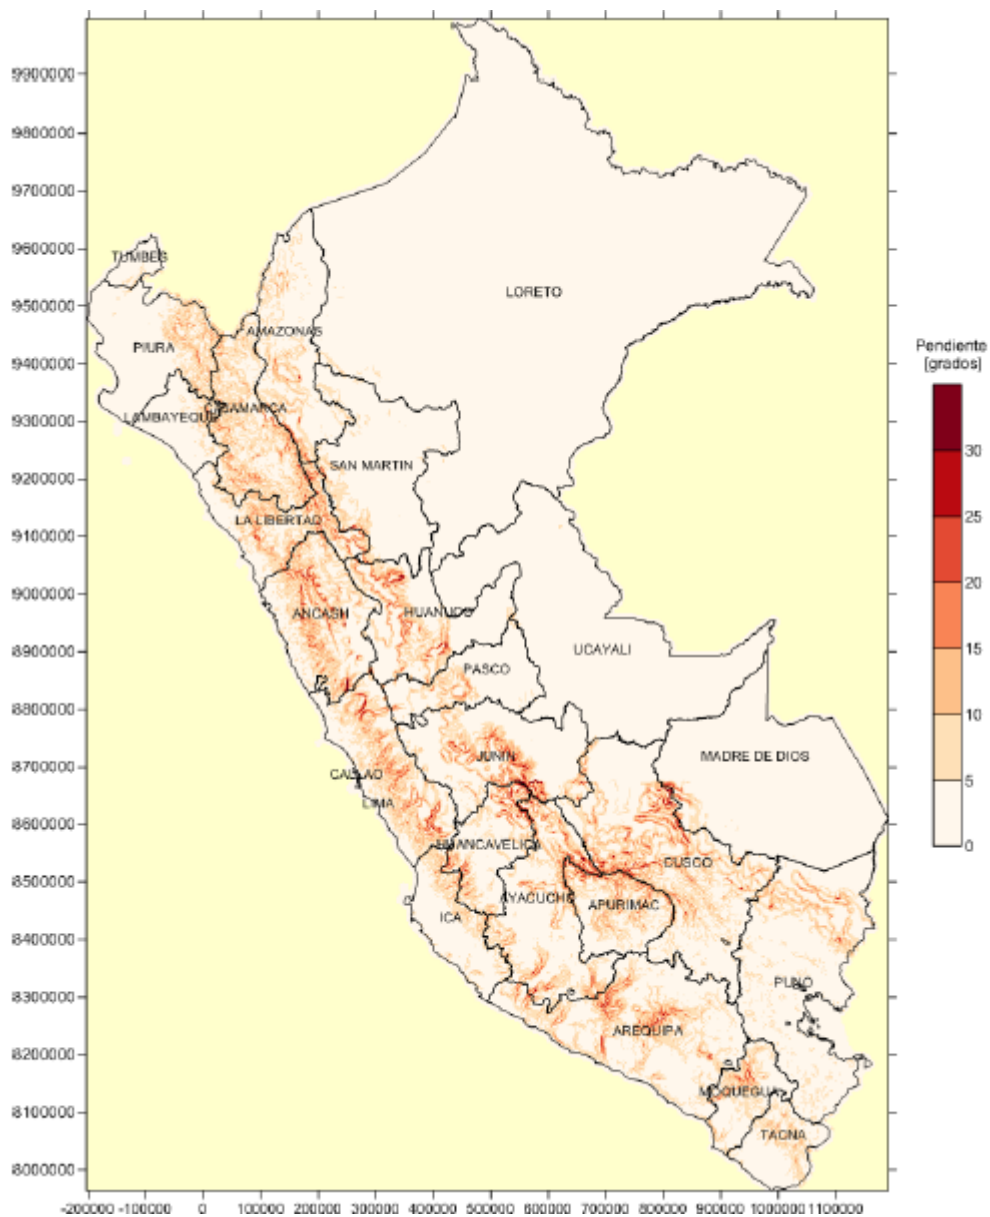 9900000
9800000
9700000
9600000
9500000
9400000
9300000
9200000
9100000
9000000
8900000
8800000
8700000
8600000
8500000
8400000
8300000
8200000
8100000
8000000
-200000 -100000 0 100000 200000 300000 400000 500000 600000 700000 800000 900000 1000000 1100000
TUMBES
LORETO
AMAZONAS
PIURA
CAJAMARCA
LAMBAYEQUE
SAN MARTIN
LA LIBERTAD
ANCASH
HUANUCO
UCAYALI
PASCO
JUNIN
MADRE DE DIOS
CALLAO
LIMA
HUANCAVELICA
CUSCO
AYACUCHO
APURIMAC
ICA
PUNO
AREQUIPA
MOQUEGUA
TACNA
Pendiente
[grados]
30
25
20
15
10
5
0